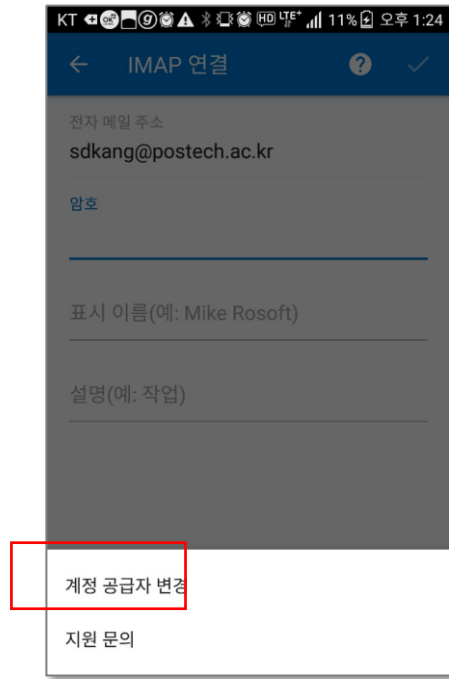 KT 11% 오후 1:24
IMAP 연결
전자 메일 주소
sdkang@postech.ac.kr
암호
표시 이름(예: Mike Rosoft)
설명(예: 작업)
계정 공급자 변경
지원 문의